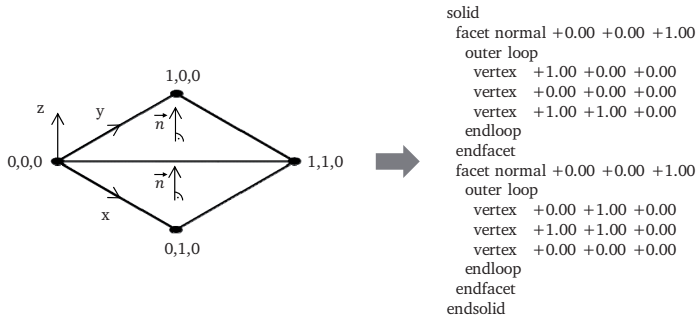 1,0,0
z
y
n
0,0,0
1,1,0
n
x
0,1,0
solid
facet normal +0.00 +0.00 +1.00
outer loop
vertex +1.00 +0.00 +0.00
vertex +0.00 +0.00 +0.00
vertex +1.00 +1.00 +0.00
endloop
endfacet
facet normal +0.00 +0.00 +1.00
outer loop
vertex +0.00 +1.00 +0.00
vertex +1.00 +1.00 +0.00
vertex +0.00 +0.00 +0.00
endloop
endfacet
endsolid